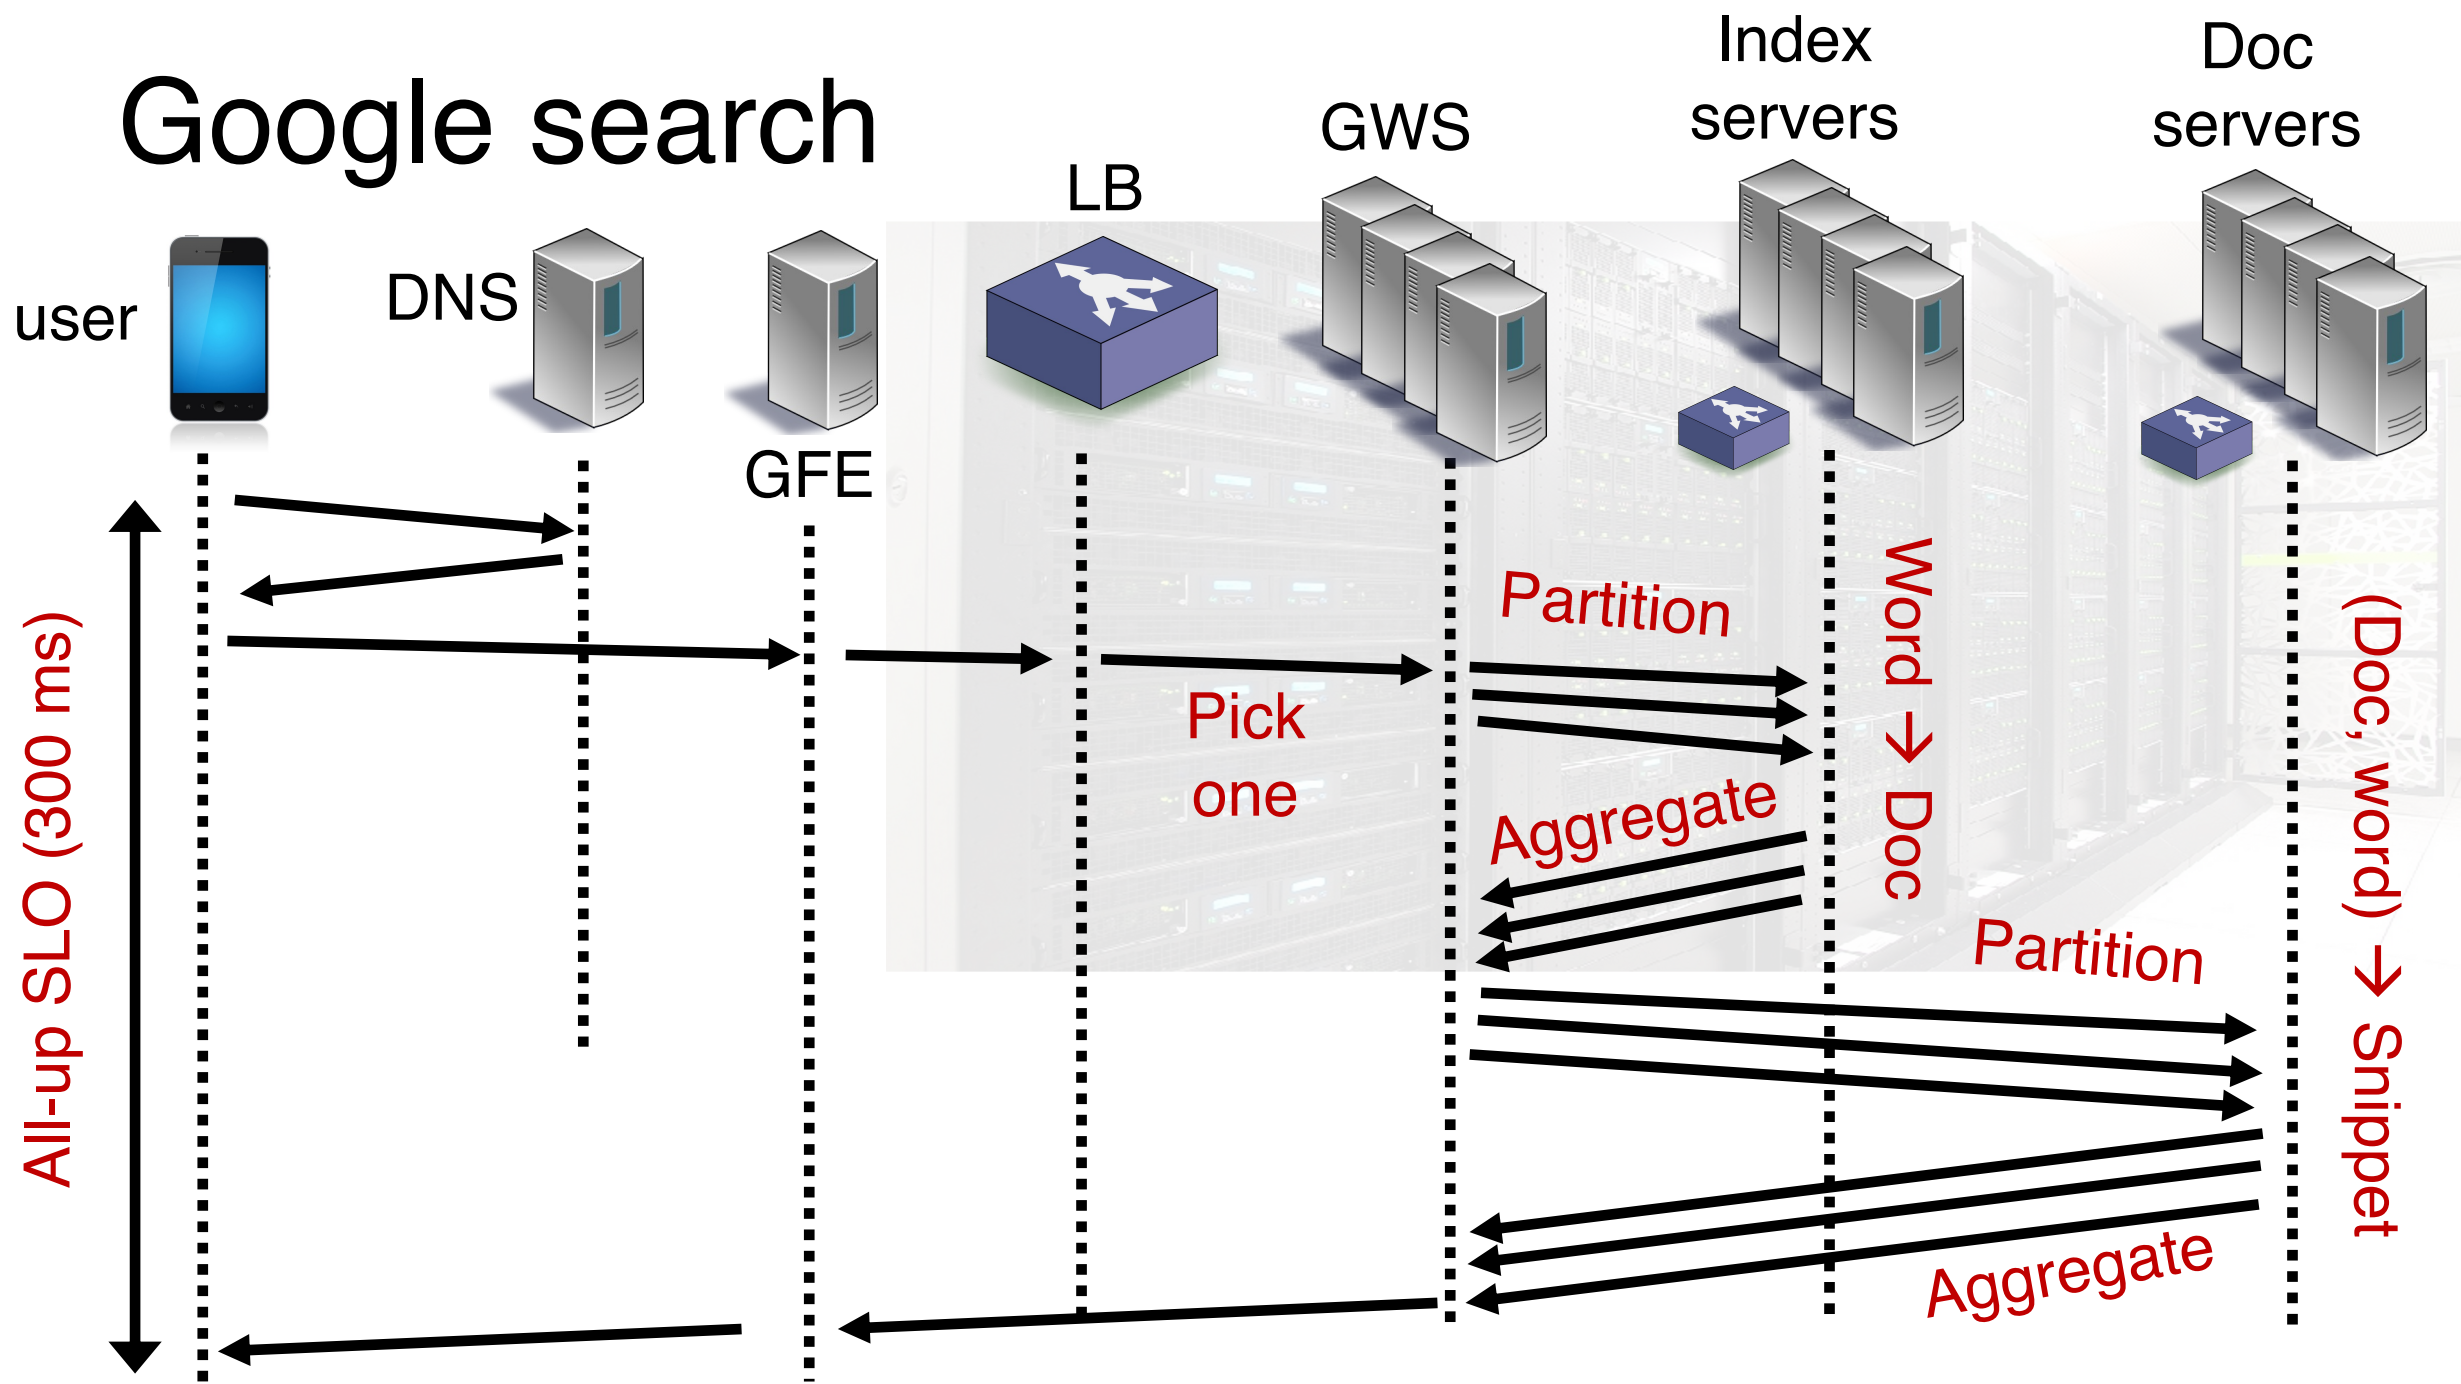 Google search
user
DNS
GFE
LB
GWS
Index
servers
Doc
servers
All-up SLO (300 ms)
Pick
one
Partition
Aggregate
Word → Doc
Partition
Aggregate
(Doc, word) → Snippet